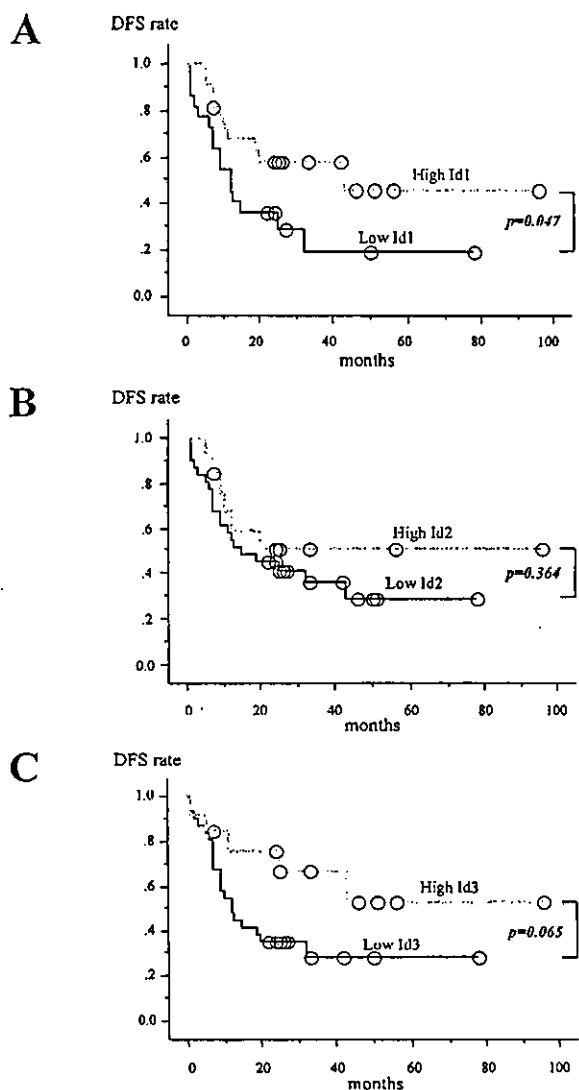 A
DFS rate
1.0
.8
.6
High Id1
.4
p=0.047
Low Id1
.2
0.0
0 20 40 60 80 100
months
B
DFS rate
1.0
.8
.6
High Id2
.4
p=0.364
Low Id2
.2
0.0
0 20 40 60 80 100
months
C
DFS rate
1.0
.8
.6
High Id3
p=0.065
.4
Low Id3
.2
0.0
0 20 40 60 80 100
months